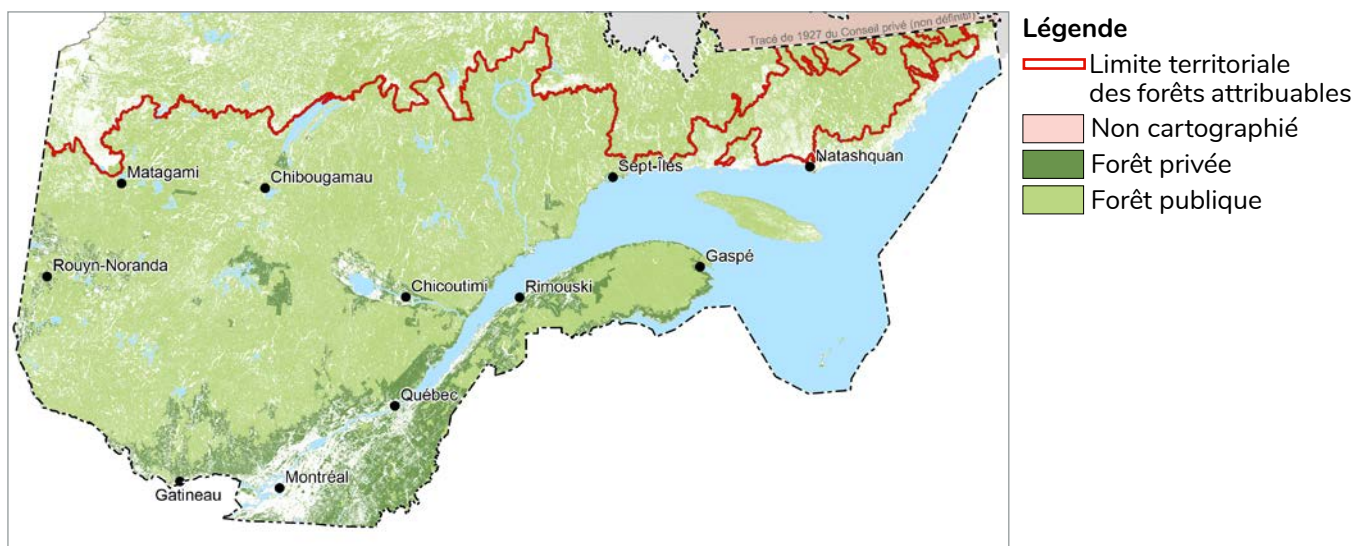 Tracé de 1927 du Conseil privé (non définitif)
Matagami
Chibougamau
Sept-Îles
Natashquan
Rouyn-Noranda
Chicoutimi
Rimouski
Gaspé
Québec
Montréal
Gatineau
Légende
Limite territoriale
des forêts attribuables
Non cartographié
Forêt privée
Forêt publique